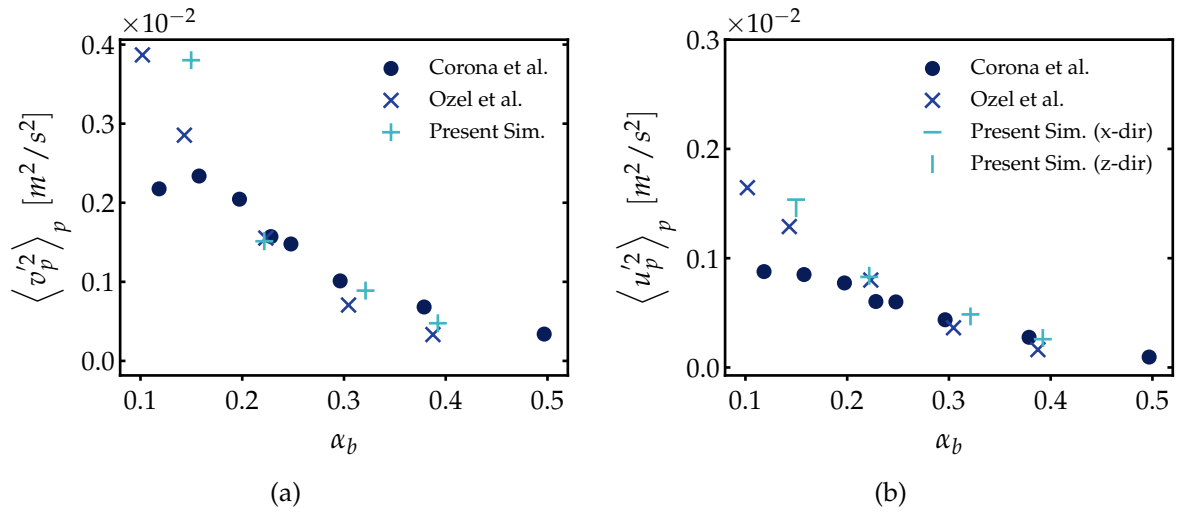 ×10⁻²
0.4
0.3
0.2
0.1
0.0
⟨v′²ₚ⟩ₚ [m²/s²]
Corona et al.
Ozel et al.
Present Sim.
0.1 0.2 0.3 0.4 0.5
α_b
(a)
×10⁻²
0.3
0.2
0.1
0.0
⟨u′²ₚ⟩ₚ [m²/s²]
Corona et al.
Ozel et al.
Present Sim. (x-dir)
Present Sim. (z-dir)
0.1 0.2 0.3 0.4 0.5
α_b
(b)